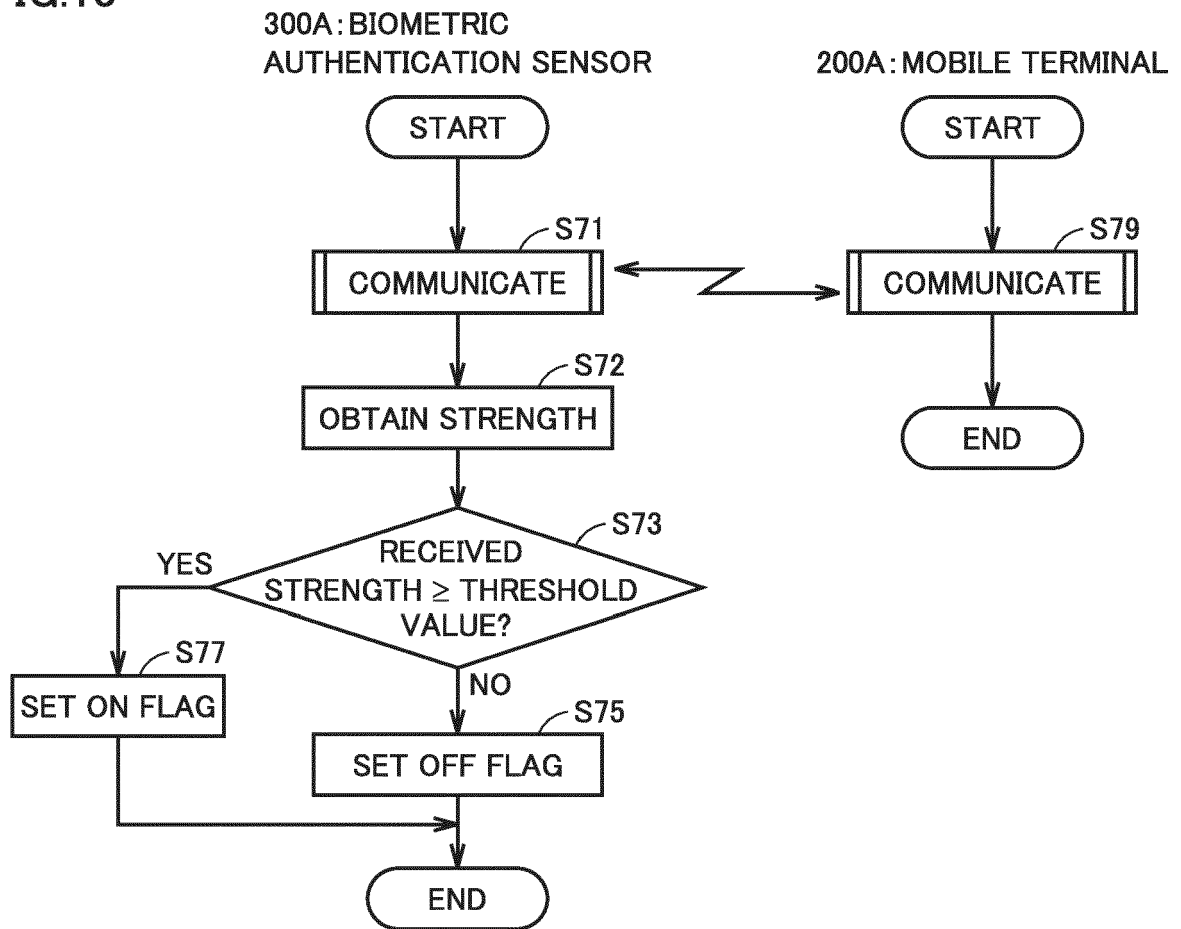 300A:BIOMETRIC
AUTHENTICATION SENSOR
200A:MOBILE TERMINAL
START
START
S71
COMMUNICATE
S79
COMMUNICATE
S72
OBTAIN STRENGTH
END
S73
RECEIVED
STRENGTH ≥ THRESHOLD
VALUE?
YES
NO
S77
SET ON FLAG
S75
SET OFF FLAG
END